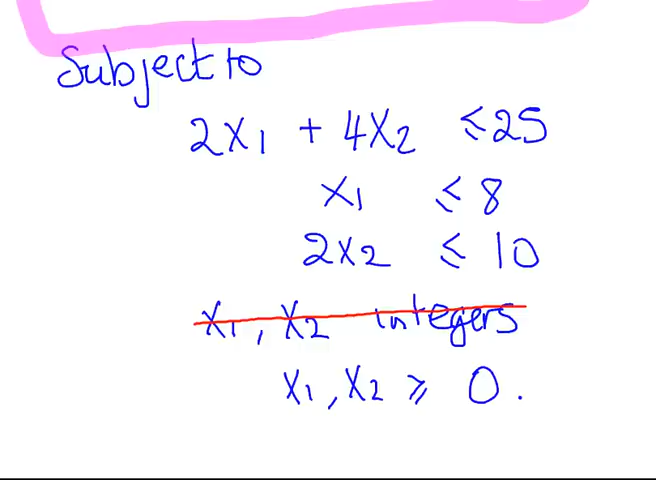 Subject to
2x1 + 4x2 ≤ 25
x1 ≤ 8
2x2 ≤ 10
x1, x2 integers
x1, x2 ≥ 0.